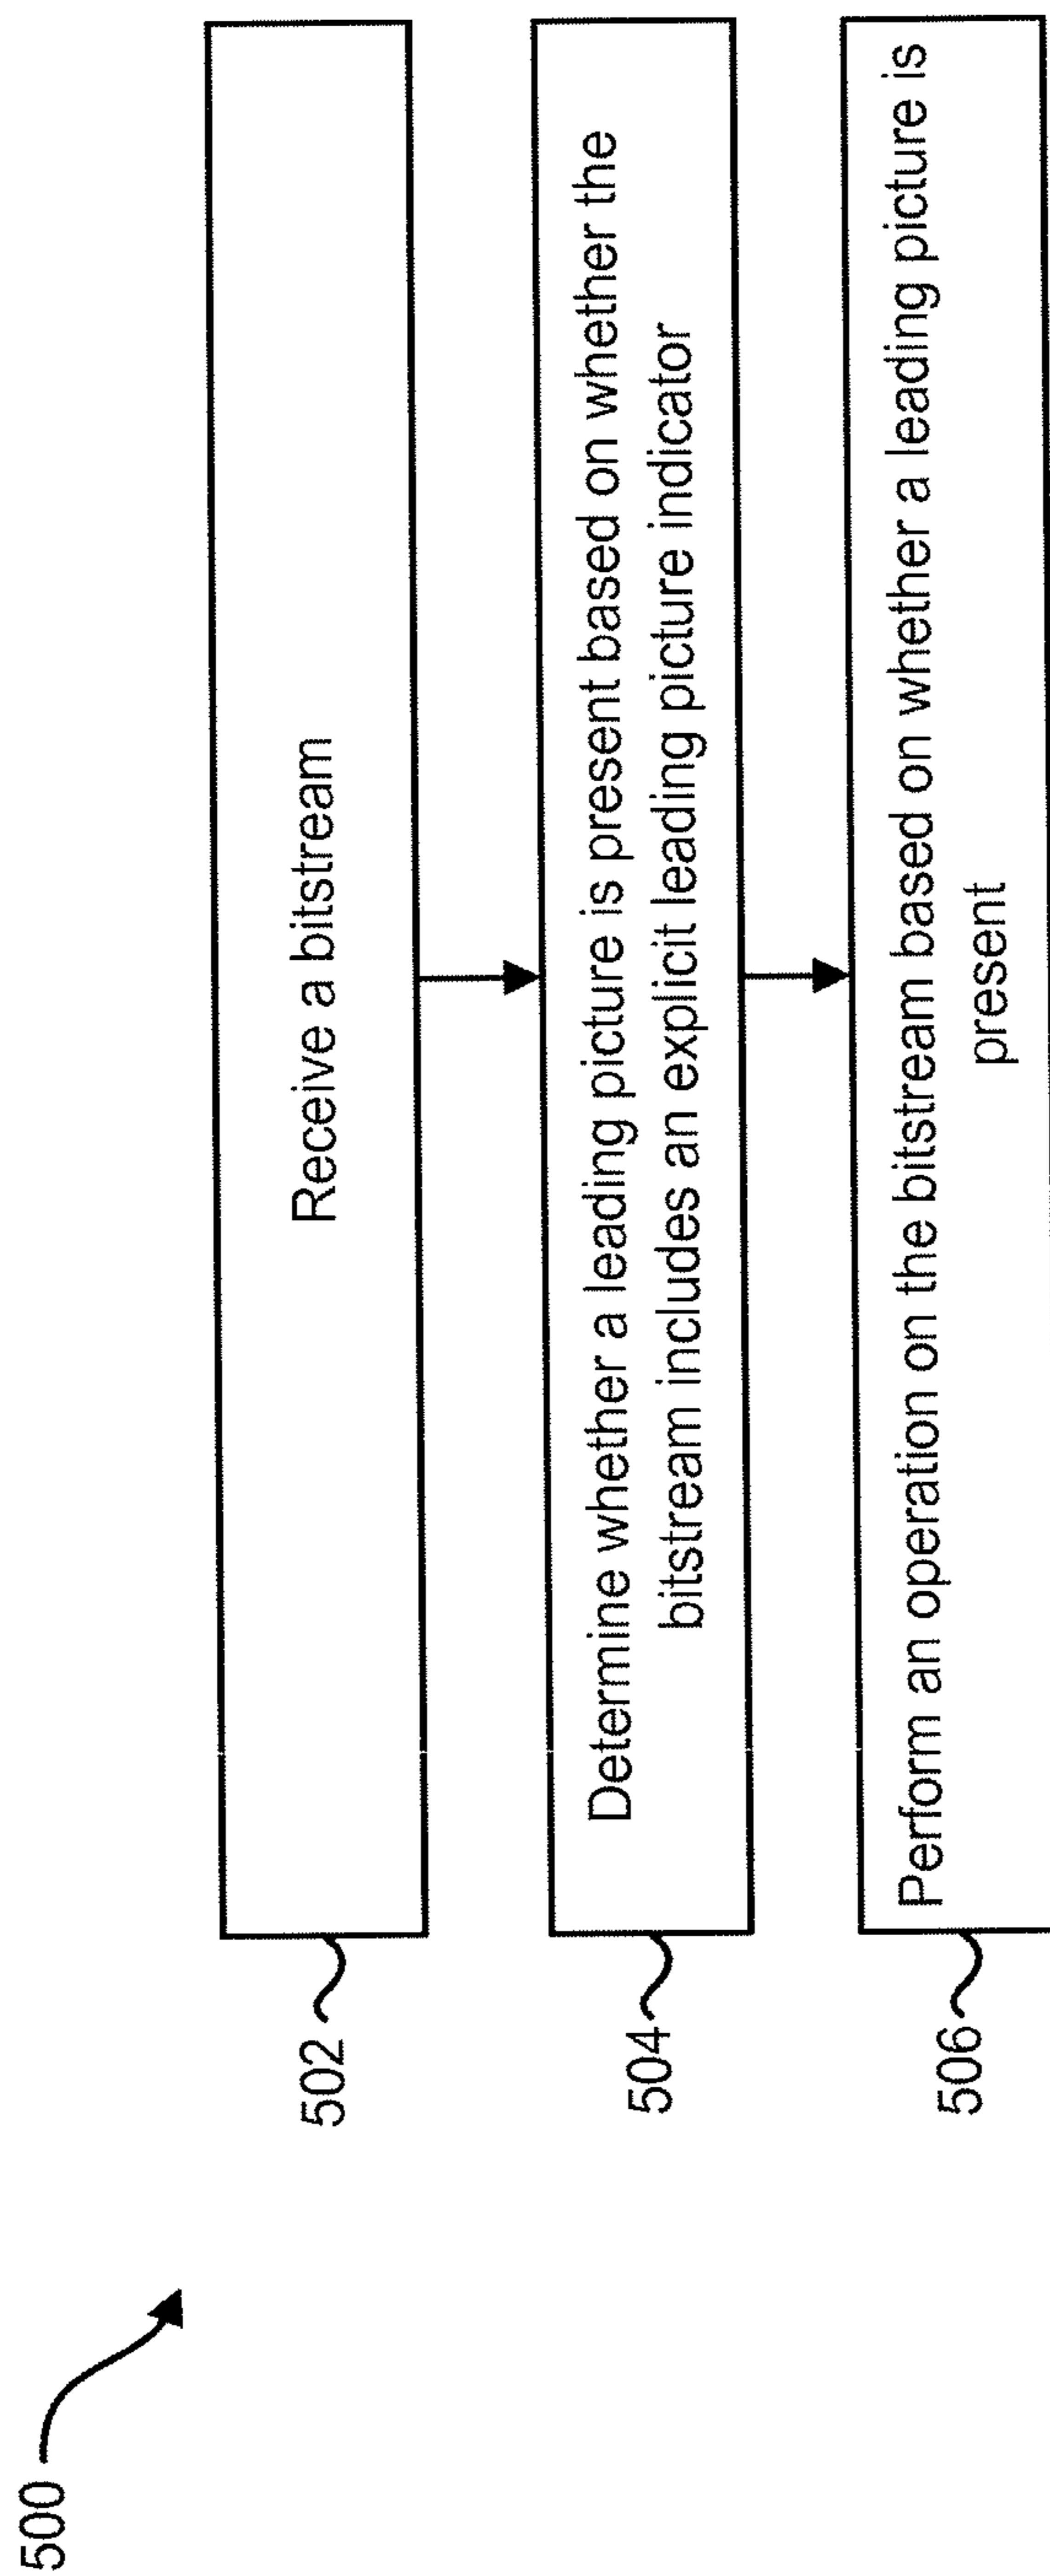 500
502
Receive a bitstream
504
Determine whether a leading picture is present based on whether the
bitstream includes an explicit leading picture indicator
506
Perform an operation on the bitstream based on whether a leading picture is
present